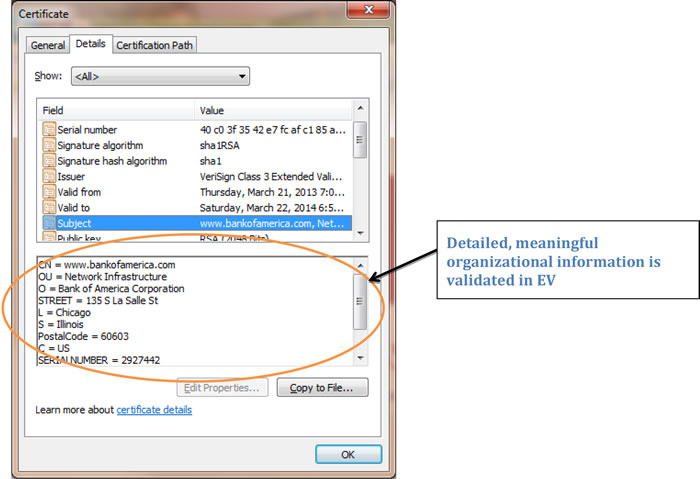 Certificate
General Details Certification Path
Show: <All>
Field Value
Serial number 40 c0 3f 35 42 e7 fc af c1 85 a...
Signature algorithm sha1RSA
Signature hash algorithm sha1
Issuer VeriSign Class 3 Extended Vali...
Valid from Thursday, March 21, 2013 7:0...
Valid to Saturday, March 22, 2014 6:5...
Subject www.bankofamerica.com, Net...
Public key RSA (2048 Bits)
CN = www.bankofamerica.com
OU = Network Infrastructure
O = Bank of America Corporation
STREET = 135 S La Salle St
L = Chicago
S = Illinois
PostalCode = 60603
C = US
SERIALNUMBER = 2927442
Detailed, meaningful
organizational information is
validated in EV
Edit Properties... Copy to File...
Learn more about certificate details
OK